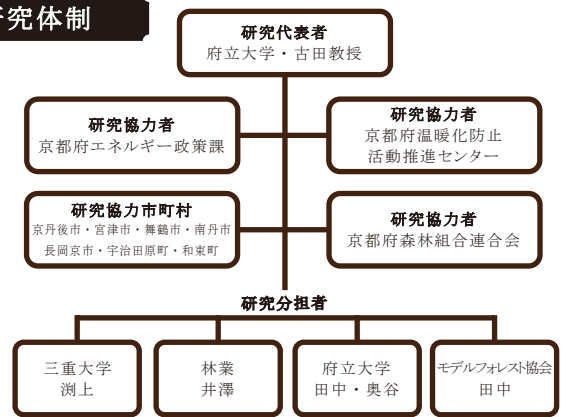 研究体制
研究代表者
府立大学・古田教授
研究協力者
京都府エネルギー政策課
研究協力者
京都府温暖化防止
活動推進センター
研究協力市町村
京丹後市・宮津市・舞鶴市・南丹市
長岡京市・宇治田原町・和束町
研究協力者
京都府森林組合連合会
研究分担者
三重大学
渕上
林業
井澤
府立大学
田中・奥谷
モデルフォレスト協会
田中